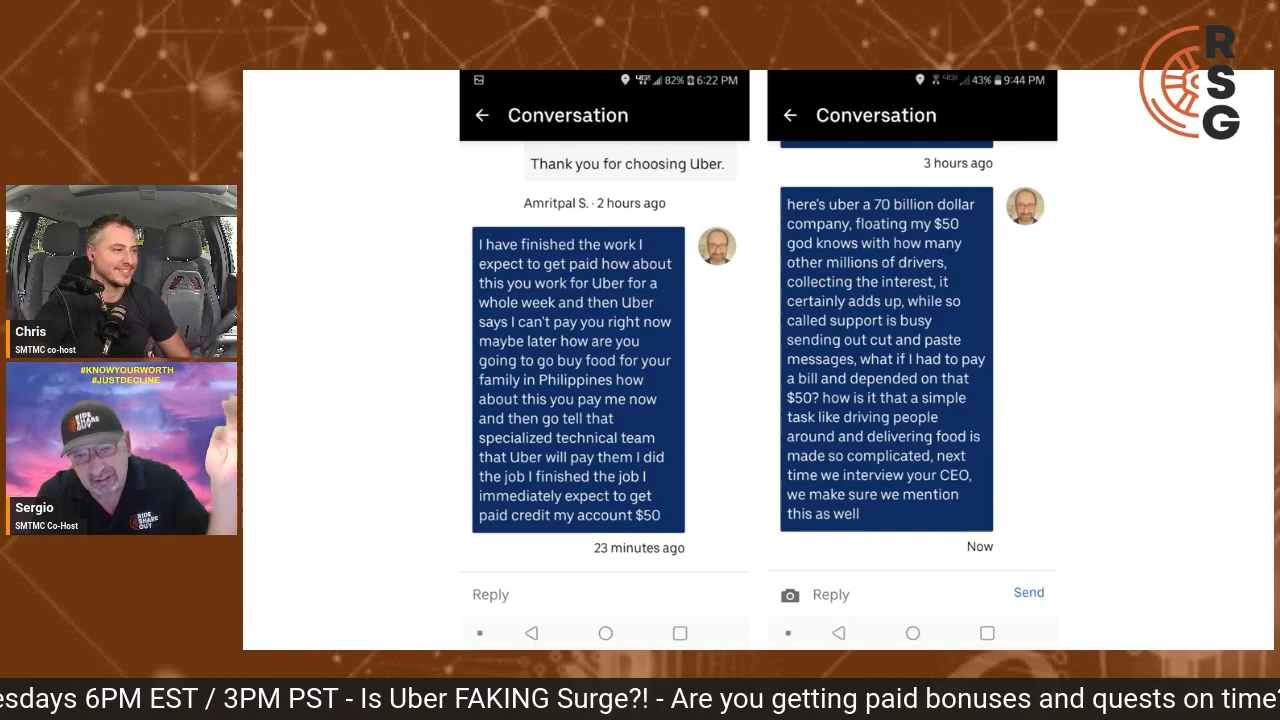 R
S
G
82% 6:22 PM
Conversation
Thank you for choosing Uber.
Amritpal S. · 2 hours ago
I have finished the work I
expect to get paid how about
this you work for Uber for a
whole week and then Uber
says I can't pay you right now
maybe later how are you
going to go buy food for your
family in Philippines how
about this you pay me now
and then go tell that
specialized technical team
that Uber will pay them I did
the job I finished the job I
immediately expect to get
paid credit my account $50
23 minutes ago
Reply
43% 9:44 PM
Conversation
3 hours ago
here's uber a 70 billion dollar
company, floating my $50
god knows with how many
other millions of drivers,
collecting the interest, it
certainly adds up, while so
called support is busy
sending out cut and paste
messages, what if I had to pay
a bill and depended on that
$50? how is it that a simple
task like driving people
around and delivering food is
made so complicated, next
time we interview your CEO,
we make sure we mention
this as well
Now
Reply
Send
Chris
SMTMC co-host
#KNOWYOURWORTH
#JUSTDECLINE
RIDE
SHARE
GUY
RIDE
SHARE
GUY
Sergio
SMTMC Co-Host
esdays 6PM EST / 3PM PST - Is Uber FAKING Surge?! - Are you getting paid bonuses and quests on time?